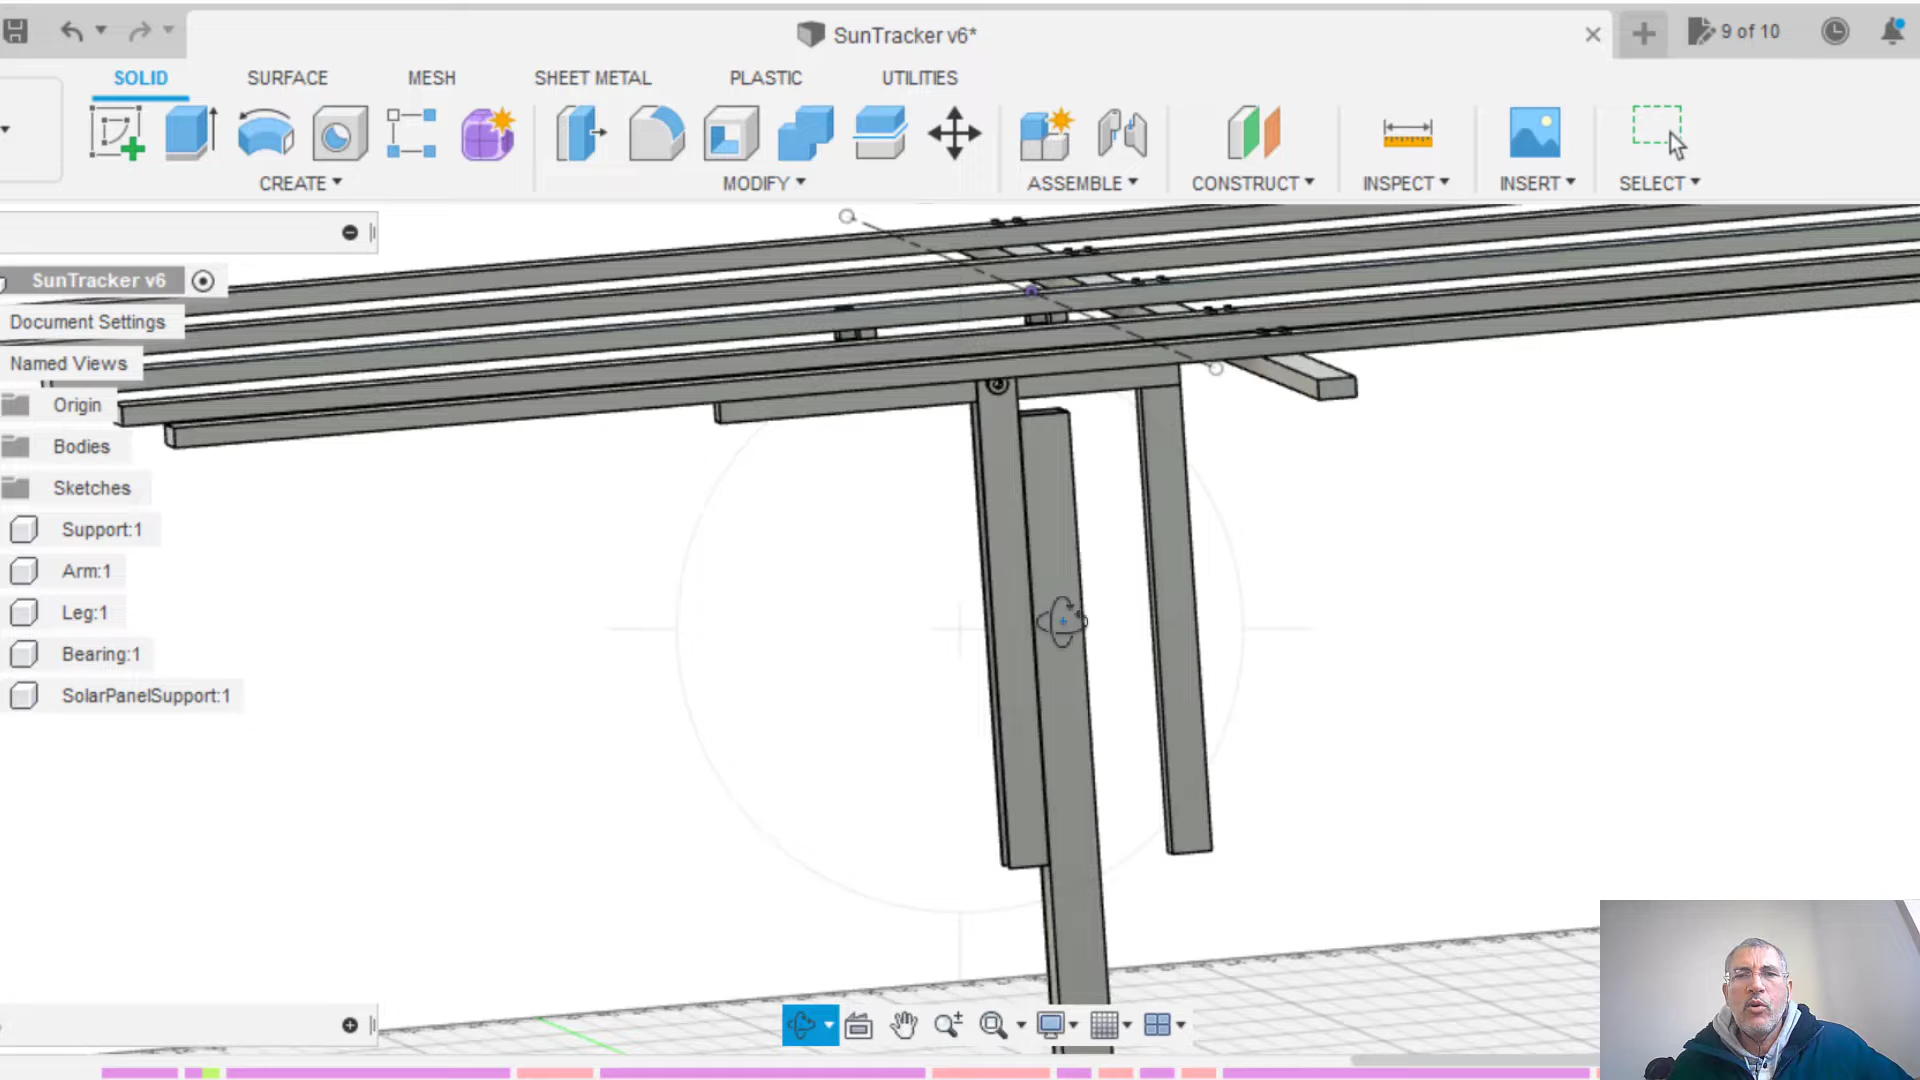 SunTracker v6*
9 of 10
SOLID
SURFACE
MESH
SHEET METAL
PLASTIC
UTILITIES
CREATE
MODIFY
ASSEMBLE
CONSTRUCT
INSPECT
INSERT
SELECT
SunTracker v6
Document Settings
Named Views
Origin
Bodies
Sketches
Support:1
Arm:1
Leg:1
Bearing:1
SolarPanelSupport:1